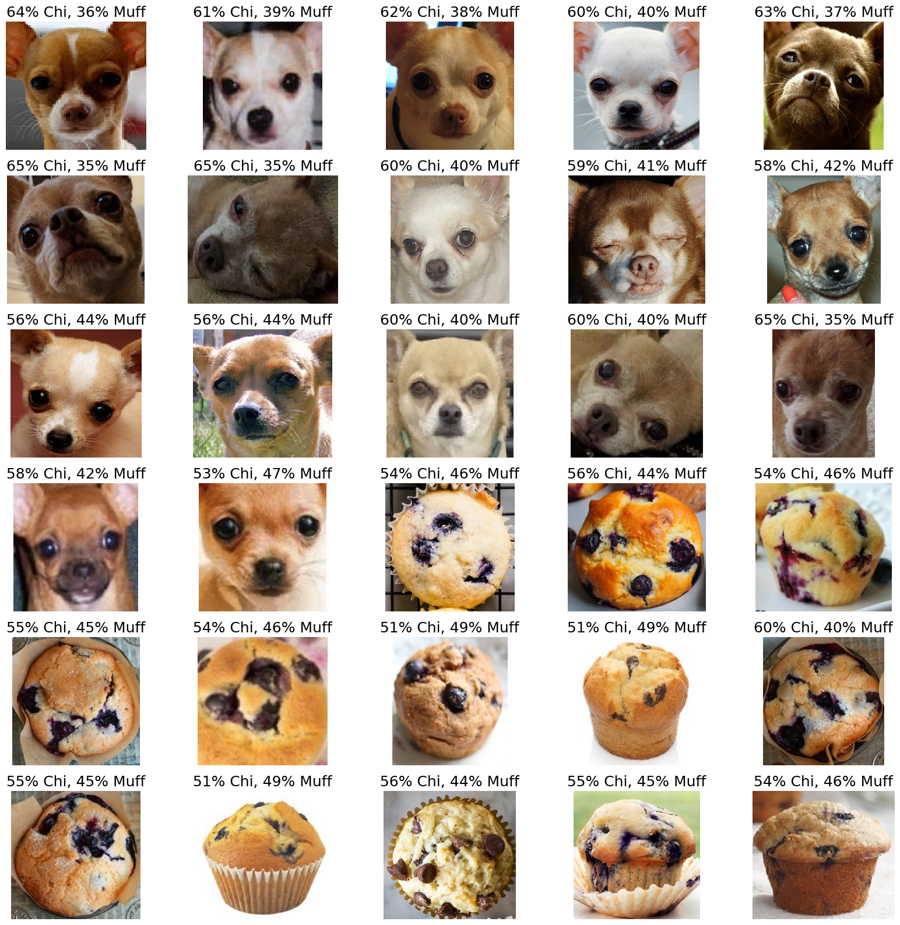 64% Chi, 36% Muff
61% Chi, 39% Muff
62% Chi, 38% Muff
60% Chi, 40% Muff
63% Chi, 37% Muff
65% Chi, 35% Muff
65% Chi, 35% Muff
60% Chi, 40% Muff
59% Chi, 41% Muff
58% Chi, 42% Muff
56% Chi, 44% Muff
56% Chi, 44% Muff
60% Chi, 40% Muff
60% Chi, 40% Muff
65% Chi, 35% Muff
58% Chi, 42% Muff
53% Chi, 47% Muff
54% Chi, 46% Muff
56% Chi, 44% Muff
54% Chi, 46% Muff
55% Chi, 45% Muff
54% Chi, 46% Muff
51% Chi, 49% Muff
51% Chi, 49% Muff
60% Chi, 40% Muff
55% Chi, 45% Muff
51% Chi, 49% Muff
56% Chi, 44% Muff
55% Chi, 45% Muff
54% Chi, 46% Muff